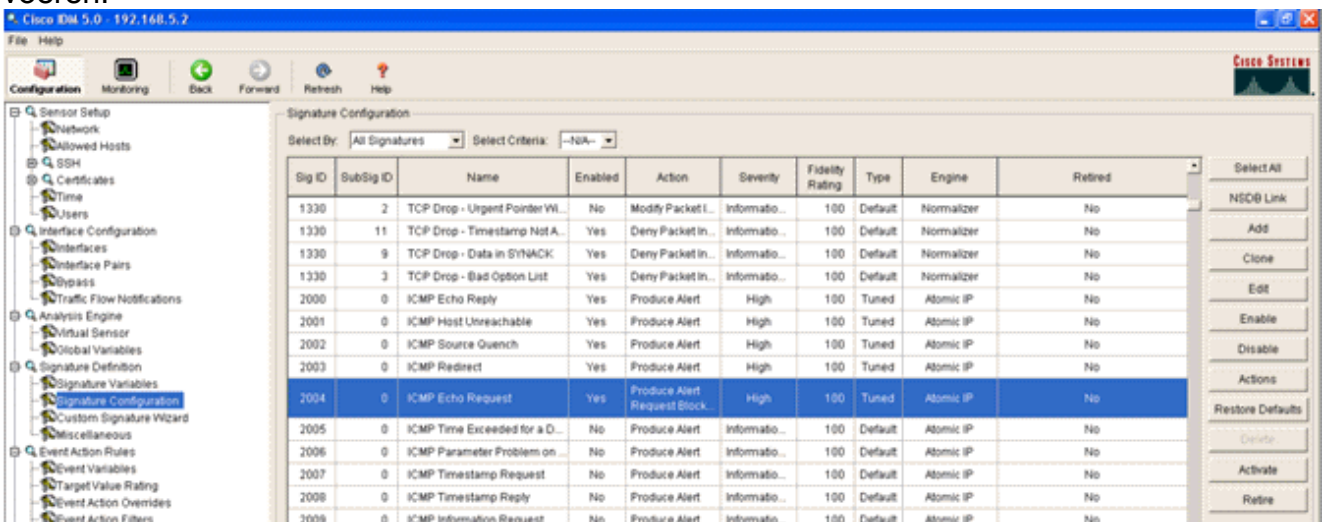 voeren.
Cisco IDM 5.0 - 192.168.5.2
File Help
Configuration Monitoring Back Forward Refresh Help
CISCO SYSTEMS
Sensor Setup
Network
Allowed Hosts
SSH
Certificates
Time
Users
Interface Configuration
Interfaces
Interface Pairs
Bypass
Traffic Flow Notifications
Analysis Engine
Virtual Sensor
Global Variables
Signature Definition
Signature Variables
Signature Configuration
Custom Signature Wizard
Miscellaneous
Event Action Rules
Event Variables
Target Value Rating
Event Action Overrides
Event Action Filters
Signature Configuration
Select By: All Signatures Select Criteria: --N/A--
Sig ID SubSig ID Name Enabled Action Severity Fidelity Rating Type Engine Retired
1330 2 TCP Drop - Urgent Pointer Wi... No Modify Packet I... Informatio... 100 Default Normalizer No
1330 11 TCP Drop - Timestamp Not A... Yes Deny Packet In... Informatio... 100 Default Normalizer No
1330 9 TCP Drop - Data in SYNACK Yes Deny Packet In... Informatio... 100 Default Normalizer No
1330 3 TCP Drop - Bad Option List Yes Deny Packet In... Informatio... 100 Default Normalizer No
2000 0 ICMP Echo Reply Yes Produce Alert High 100 Tuned Atomic IP No
2001 0 ICMP Host Unreachable Yes Produce Alert High 100 Tuned Atomic IP No
2002 0 ICMP Source Quench Yes Produce Alert High 100 Tuned Atomic IP No
2003 0 ICMP Redirect Yes Produce Alert High 100 Tuned Atomic IP No
2004 0 ICMP Echo Request Yes Produce Alert Request Block... High 100 Tuned Atomic IP No
2005 0 ICMP Time Exceeded for a D... No Produce Alert Informatio... 100 Default Atomic IP No
2006 0 ICMP Parameter Problem on ... No Produce Alert Informatio... 100 Default Atomic IP No
2007 0 ICMP Timestamp Request No Produce Alert Informatio... 100 Default Atomic IP No
2008 0 ICMP Timestamp Reply No Produce Alert Informatio... 100 Default Atomic IP No
2009 0 ICMP Information Request No Produce Alert Informatio... 100 Default Atomic IP No
Select All
NSDB Link
Add
Clone
Edit
Enable
Disable
Actions
Restore Defaults
Delete
Activate
Retire